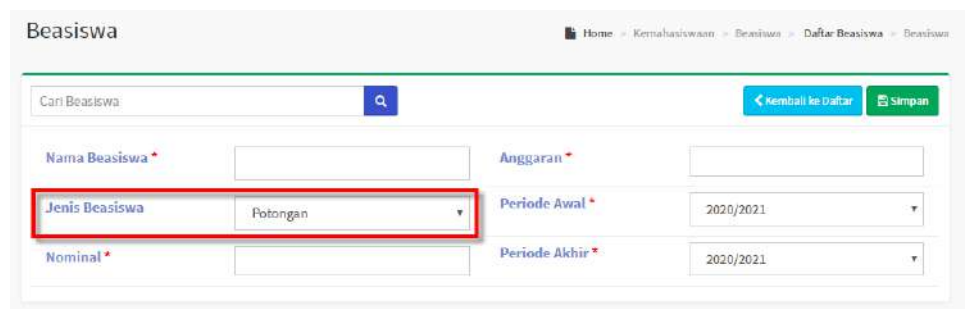 Beasiswa
Home > Kemahasiswaan > Beasiswa > Daftar Beasiswa > Beasiswa
Cari Beasiswa
Kembali ke Daftar
Simpan
Nama Beasiswa *
Anggaran *
Jenis Beasiswa
Potongan
Periode Awal *
2020/2021
Nominal *
Periode Akhir *
2020/2021